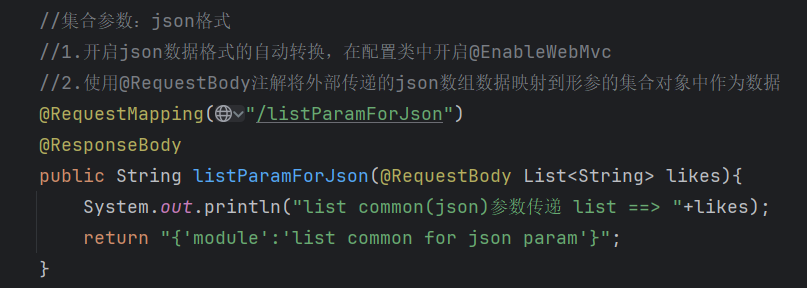 //集合参数：json格式
//1.开启json数据格式的自动转换，在配置类中开启@EnableWebMvc
//2.使用@RequestBody注解将外部传递的json数组数据映射到形参的集合对象中作为数据
@RequestMapping("/listParamForJson")
@ResponseBody
public String listParamForJson(@RequestBody List<String> likes){
    System.out.println("list common(json)参数传递 list ==> "+likes);
    return "{'module':'list common for json param'}";
}